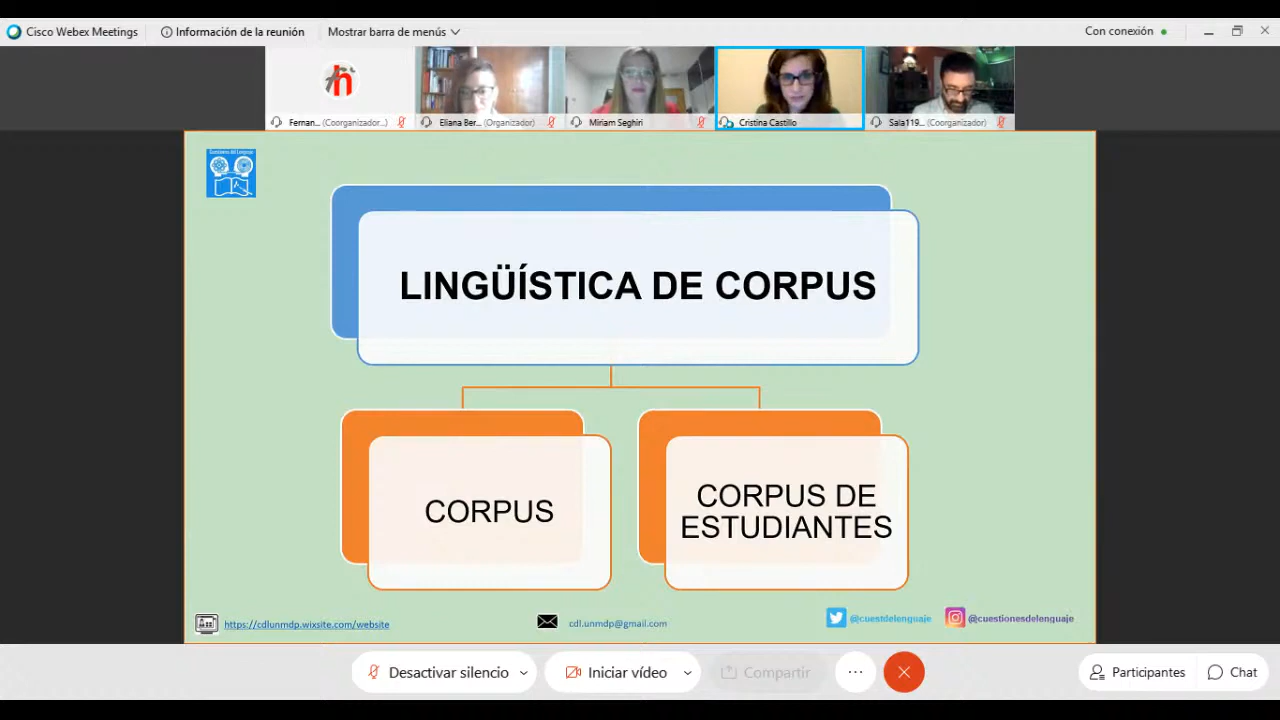 Cisco Webex Meetings
Información de la reunión
Mostrar barra de menús
Con conexión
Fernan... (Coorganizador...)
Eliana Ber... (Organizador)
Miriam Seghiri
Cristina Castillo
Sala119... (Coorganizador)
LINGÜÍSTICA DE CORPUS
CORPUS
CORPUS DE
ESTUDIANTES
https://cdlunmdp.wixsite.com/website
cdl.unmdp@gmail.com
@cuestdelenguaje
@cuestionesdelenguaje
Desactivar silencio
Iniciar vídeo
Compartir
Participantes
Chat